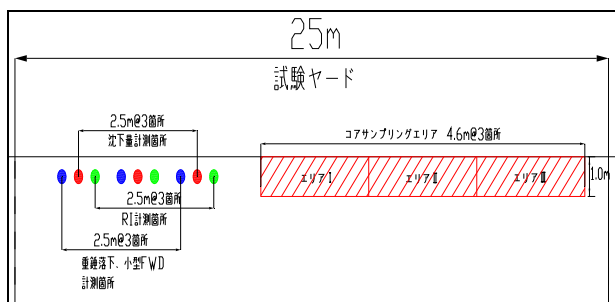 25m
試験ヤード
2.5m@3箇所
沈下量計測箇所
コアサンプリングエリア 4.6m@3箇所
エリアⅠ
エリアⅡ
エリアⅢ
1.0m
2.5m@3箇所
RI計測箇所
2.5m@3箇所
重錘落下、小型FWD
計測箇所